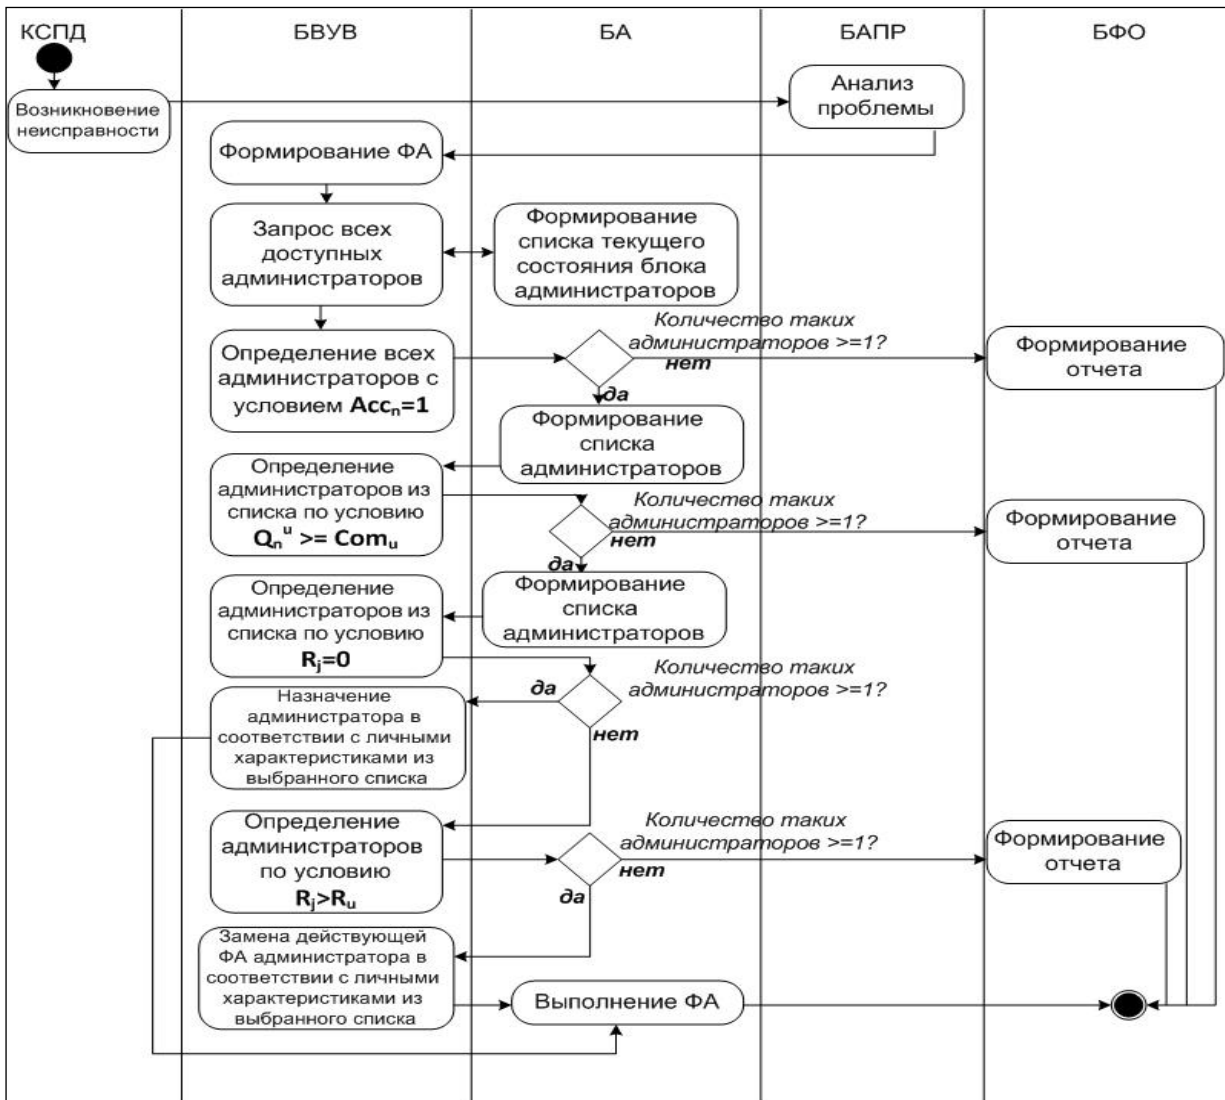 КСПД
БВУВ
БА
БАПР
БФО
Возникновение
неисправности
Анализ
проблемы
Формирование ФА
Запрос всех
доступных
администраторов
Формирование
списка текущего
состояния блока
администраторов
Количество таких
администраторов >=1?
Определение всех
администраторов с
условием Accₙ=1
нет
да
Формирование
отчета
Формирование
списка
администраторов
Определение
администраторов из
списка по условию
Qₙᵘ >= Comᵤ
Количество таких
администраторов >=1?
нет
да
Формирование
отчета
Формирование
списка
администраторов
Определение
администраторов из
списка по условию
Rⱼ=0
Количество таких
администраторов >=1?
да
нет
Назначение
администратора в
соответствии с личными
характеристиками из
выбранного списка
Определение
администраторов
по условию
Rⱼ>Rᵤ
Количество таких
администраторов >=1?
нет
да
Формирование
отчета
Замена действующей
ФА администратора в
соответствии с личными
характеристиками из
выбранного списка
Выполнение ФА